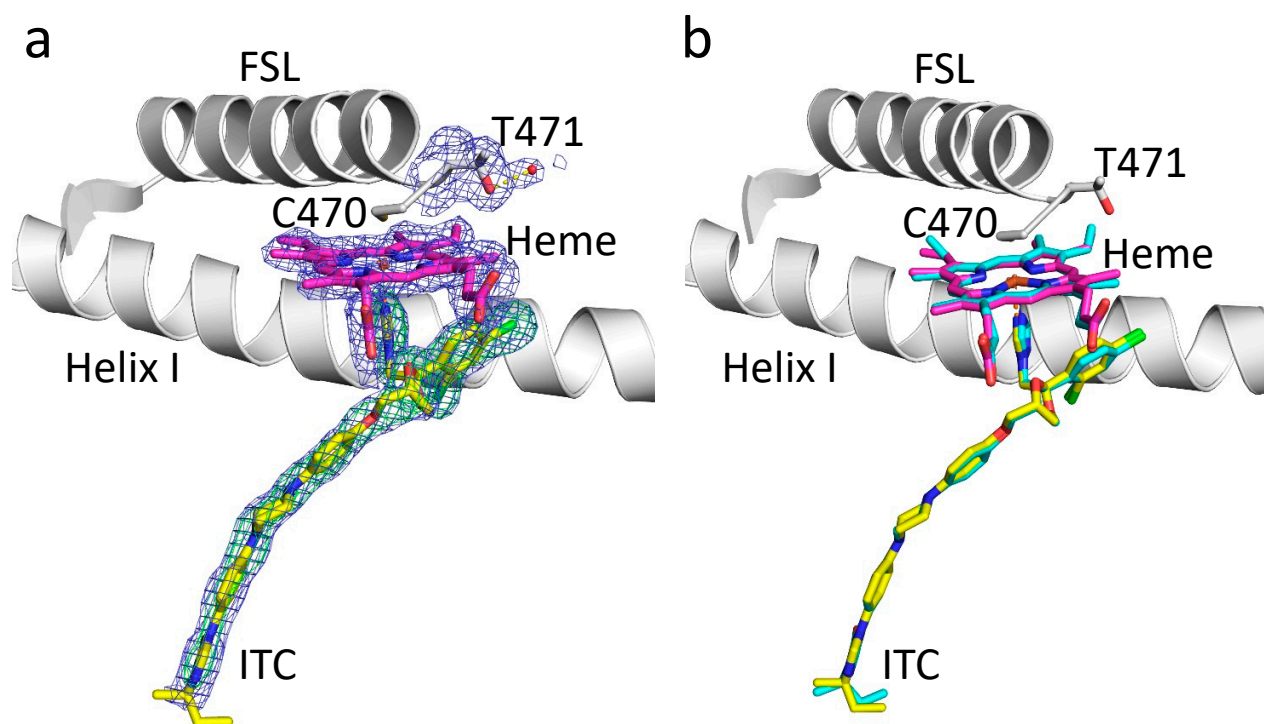 a
FSL
T471
C470
Heme
Helix I
ITC
b
FSL
T471
C470
Heme
Helix I
ITC